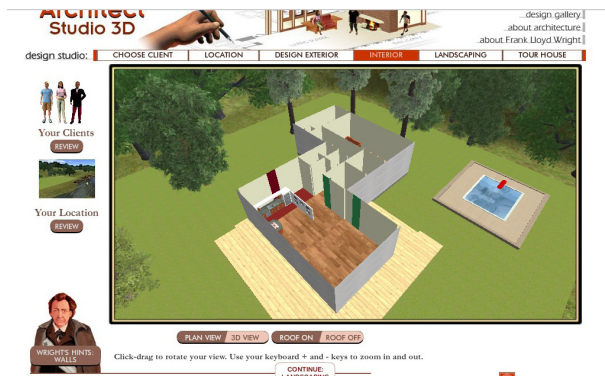 Architect
Studio 3D
design gallery
about architecture
about Frank Lloyd Wright
design studio:
CHOOSE CLIENT
LOCATION
DESIGN EXTERIOR
INTERIOR
LANDSCAPING
TOUR HOUSE
Your Clients
REVIEW
Your Location
REVIEW
WRIGHT'S HINTS:
WALLS
PLAN VIEW / 3D VIEW
ROOF ON / ROOF OFF
Click-drag to rotate your view. Use your keyboard + and - keys to zoom in and out.
CONTINUE:
LANDSCAPING